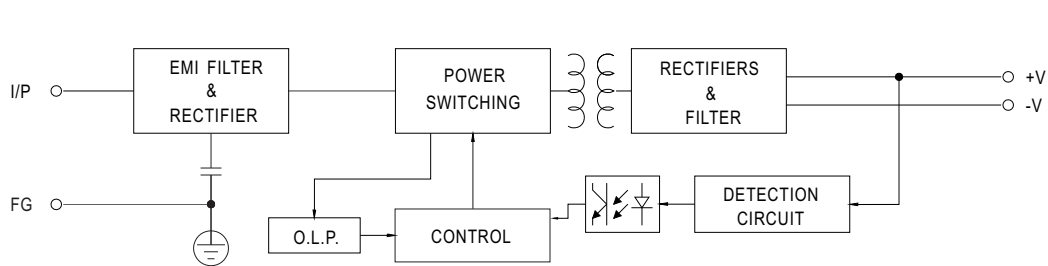 I/P
EMI FILTER
&
RECTIFIER
POWER
SWITCHING
RECTIFIERS
&
FILTER
+V
-V
FG
O.L.P.
CONTROL
DETECTION
CIRCUIT